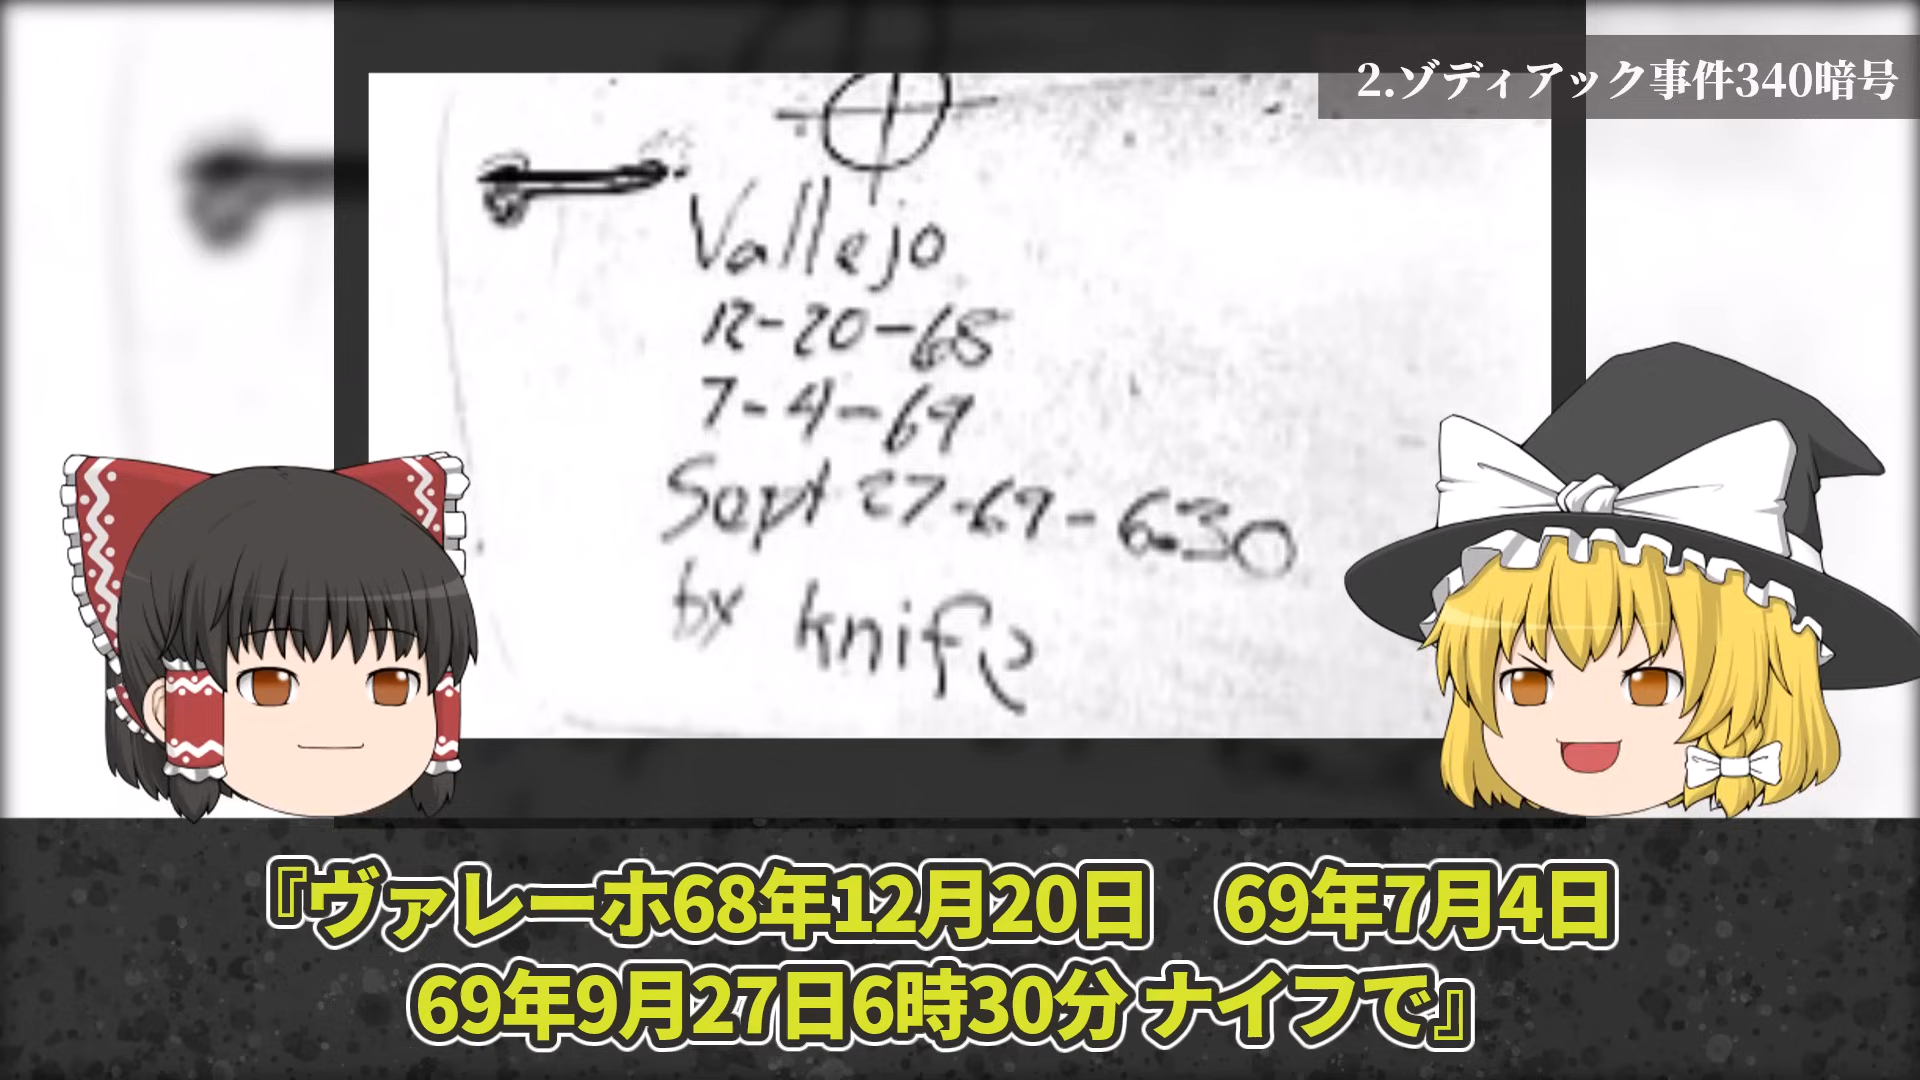 2.ゾディアック事件340暗号
Vallejo
12-20-68
7-4-69
Sept 27-69-6:30
by knife
『ヴァレーホ68年12月20日　69年7月4日
69年9月27日6時30分 ナイフで』